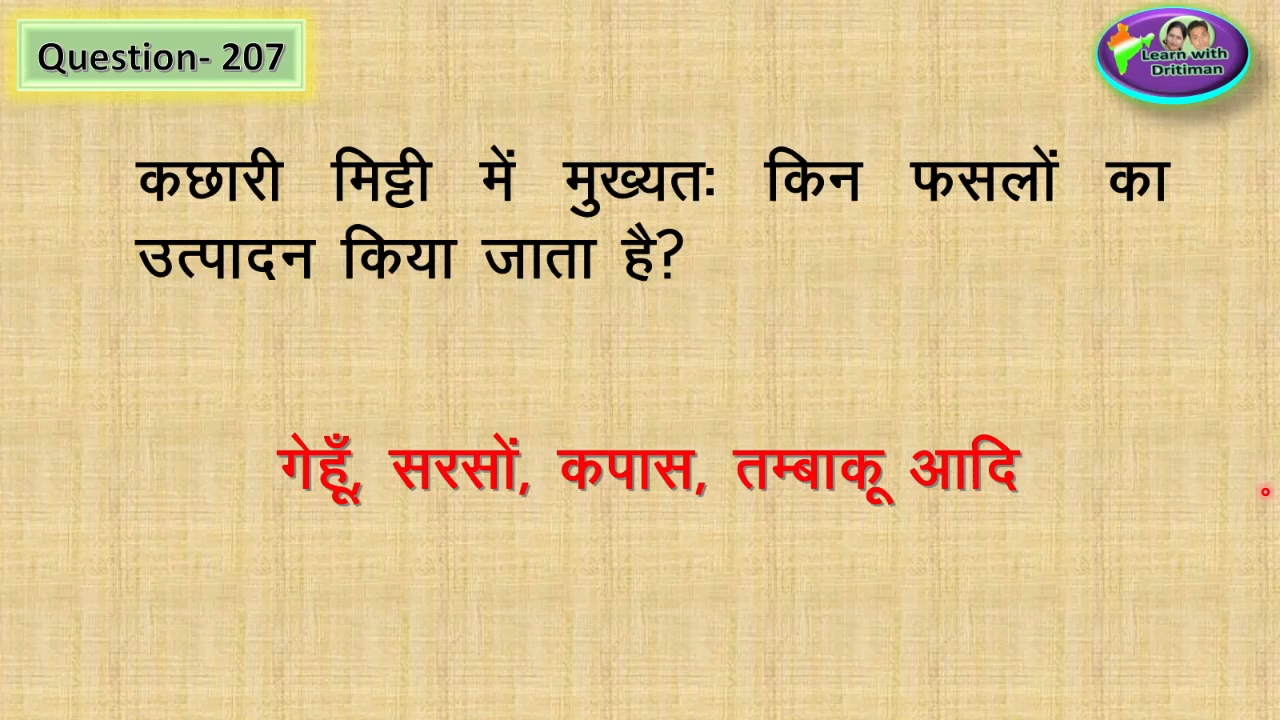 Question- 207
Learn with
Dritiman
कछारी मिट्टी में मुख्यतः किन फसलों का
उत्पादन किया जाता है?
गेहूँ, सरसों, कपास, तम्बाकू आदि